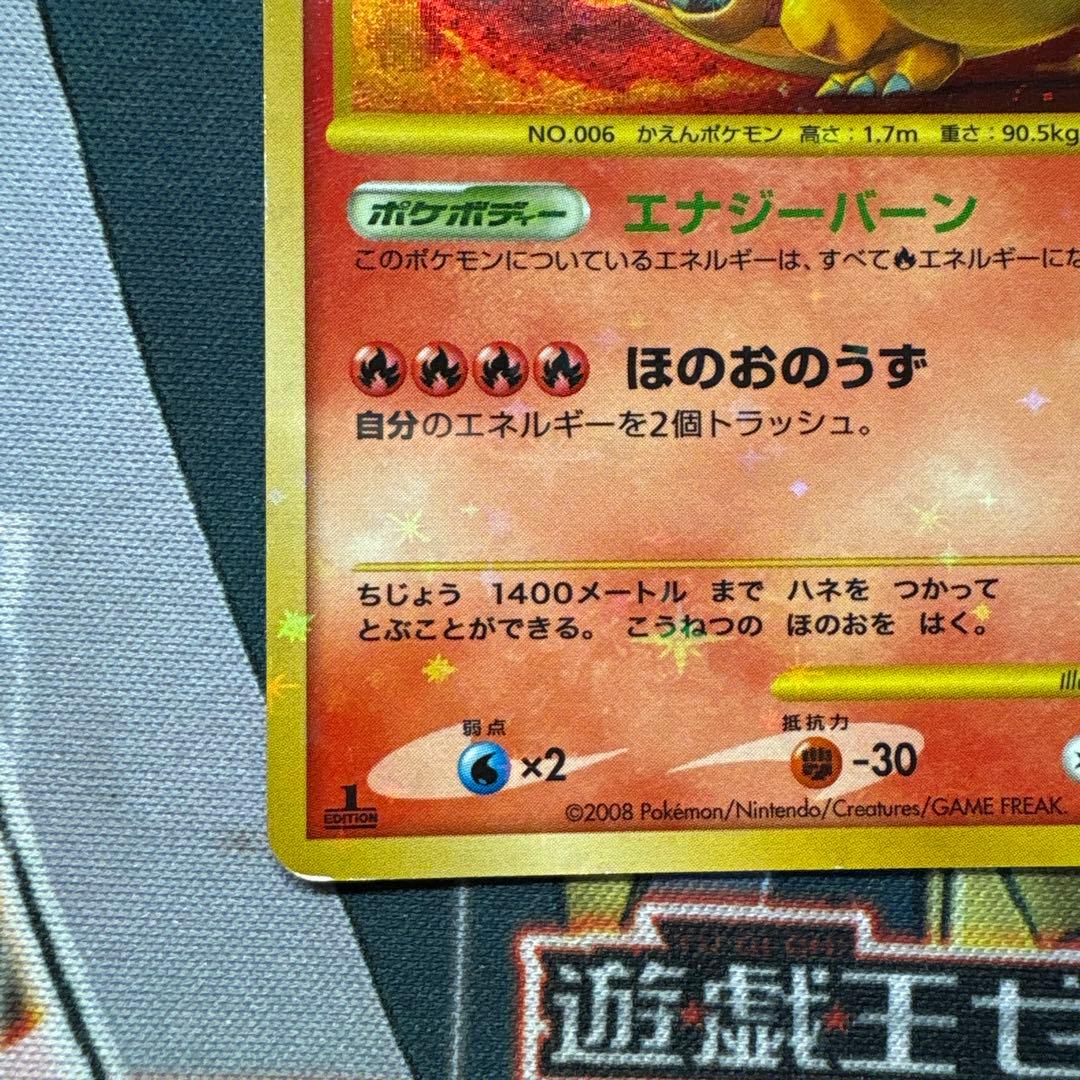 NO.006 かえんポケモン 高さ：1.7m 重さ：90.5kg
ポケボディー エナジーバーン
このポケモンについているエネルギーは、すべてエネルギーにな
ほのおのうず
自分のエネルギーを2個トラッシュ。
ちじょう 1400メートル まで ハネを つかって
とぶことができる。 こうねつの ほのおを はく。
Illu
弱点 抵抗力
×2 -30
1
EDITION
©2008 Pokémon/Nintendo/Creatures/GAME FREAK.
遊戯王ゼ